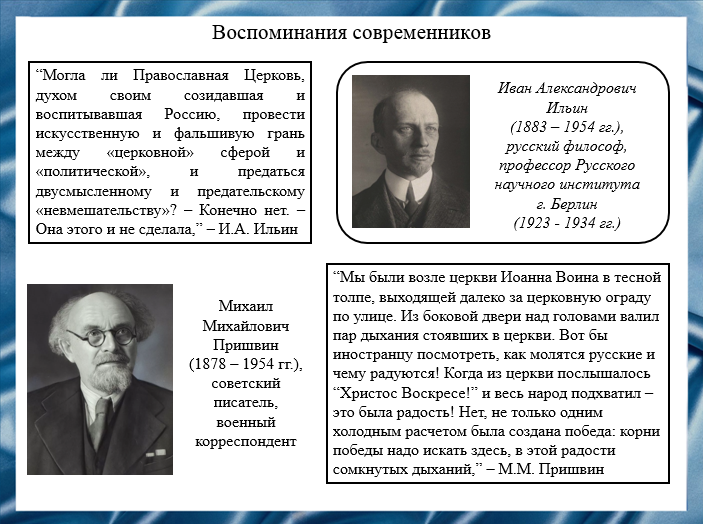 Воспоминания современников
“Могла ли Православная Церковь,
духом своим созидавшая и
воспитывавшая Россию, провести
искусственную и фальшивую грань
между «церковной» сферой и
«политической», и предаться
двусмысленному и предательскому
«невмешательству»? – Конечно нет. –
Она этого и не сделала,” – И.А. Ильин
Иван Александрович
Ильин
(1883 – 1954 гг.),
русский философ,
профессор Русского
научного института
г. Берлин
(1923 - 1934 гг.)
Михаил
Михайлович
Пришвин
(1878 – 1954 гг.),
советский
писатель,
военный
корреспондент
“Мы были возле церкви Иоанна Воина в тесной
толпе, выходящей далеко за церковную ограду
по улице. Из боковой двери над головами валил
пар дыхания стоявших в церкви. Вот бы
иностранцу посмотреть, как молятся русские и
чему радуются! Когда из церкви послышалось
“Христос Воскресе!” и весь народ подхватил –
это была радость! Нет, не только одним
холодным расчетом была создана победа: корни
победы надо искать здесь, в этой радости
сомкнутых дыханий,” – М.М. Пришвин